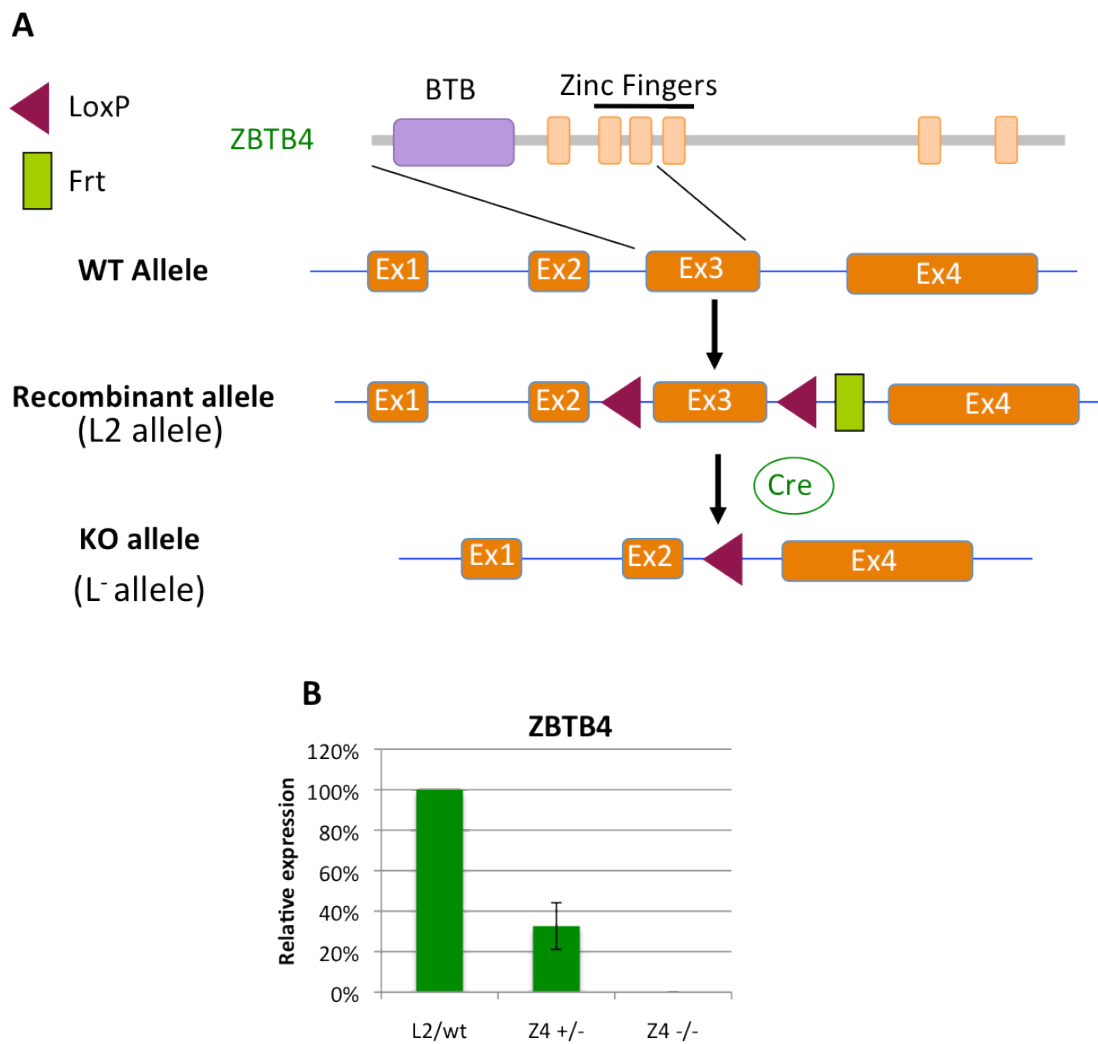 A
LoxP
Frt
BTB
Zinc Fingers
ZBTB4
WT Allele
Ex1 Ex2 Ex3 Ex4
Recombinant allele
(L2 allele)
Ex1 Ex2 Ex3 Ex4
Cre
KO allele
(L- allele)
Ex1 Ex2 Ex4
B
ZBTB4
Relative expression
120%
100%
80%
60%
40%
20%
0%
L2/wt Z4 +/- Z4 -/-